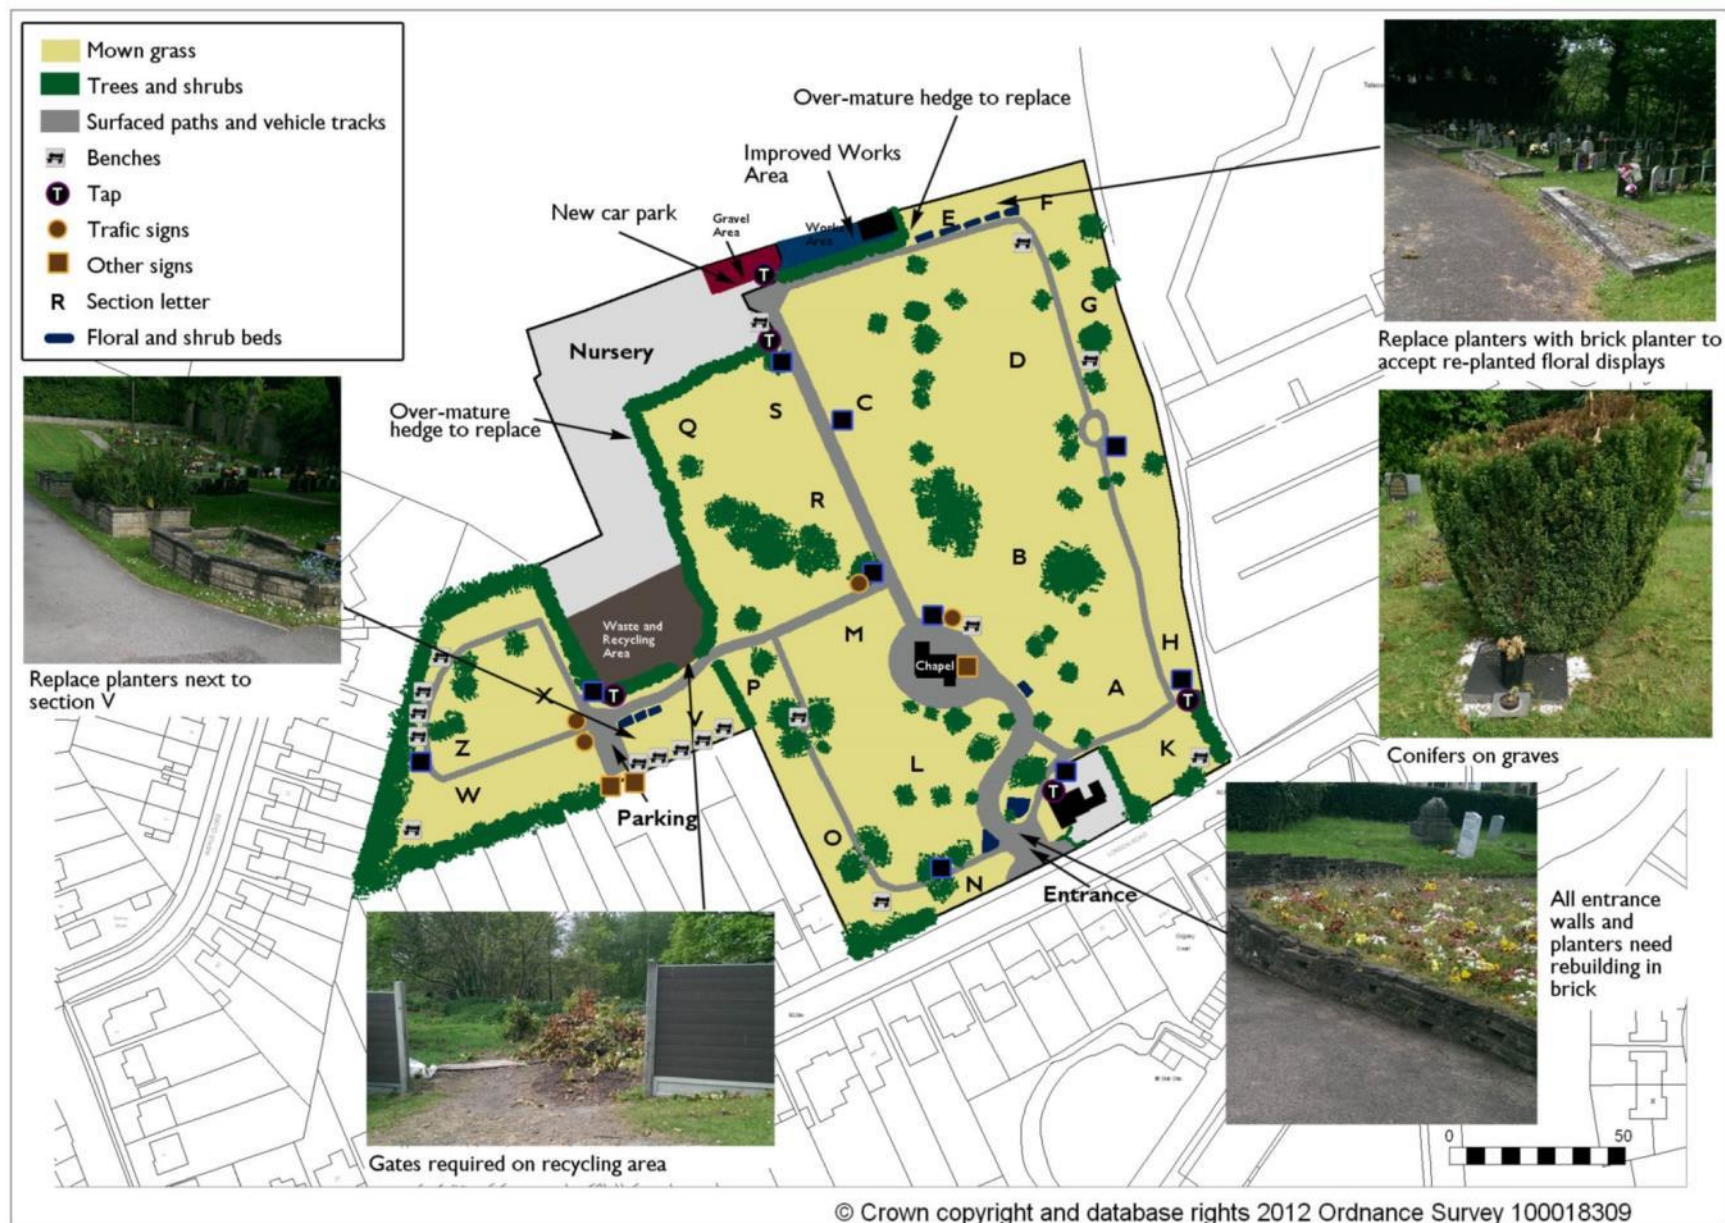 Mown grass
Trees and shrubs
Surfaced paths and vehicle tracks
Benches
T
Tap
Trafic signs
Other signs
R
Section letter
Floral and shrub beds
Over-mature hedge to replace
Improved Works
Area
New car park
Gravel
Area
Works
Area
Nursery
Over-mature
hedge to replace
E
F
G
D
C
S
Q
R
B
M
H
A
K
L
P
V
X
Z
W
O
N
T
T
T
T
T
Waste and
Recycling
Area
Chapel
Parking
Entrance
LONDON ROAD
Replace planters with brick planter to
accept re-planted floral displays
Conifers on graves
Replace planters next to
section V
Gates required on recycling area
All entrance
walls and
planters need
rebuilding in
brick
0
50
© Crown copyright and database rights 2012 Ordnance Survey 100018309